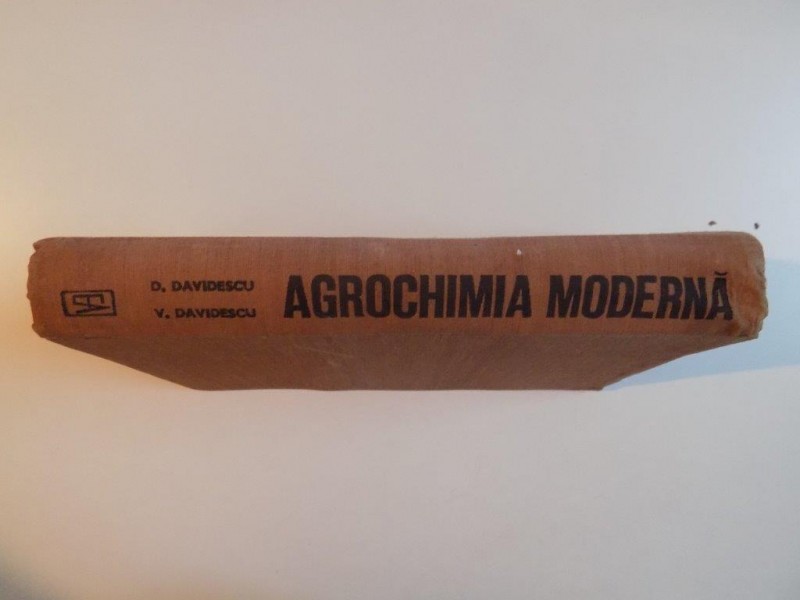 D. DAVIDESCU
V. DAVIDESCU
AGROCHIMIA MODERNĂ